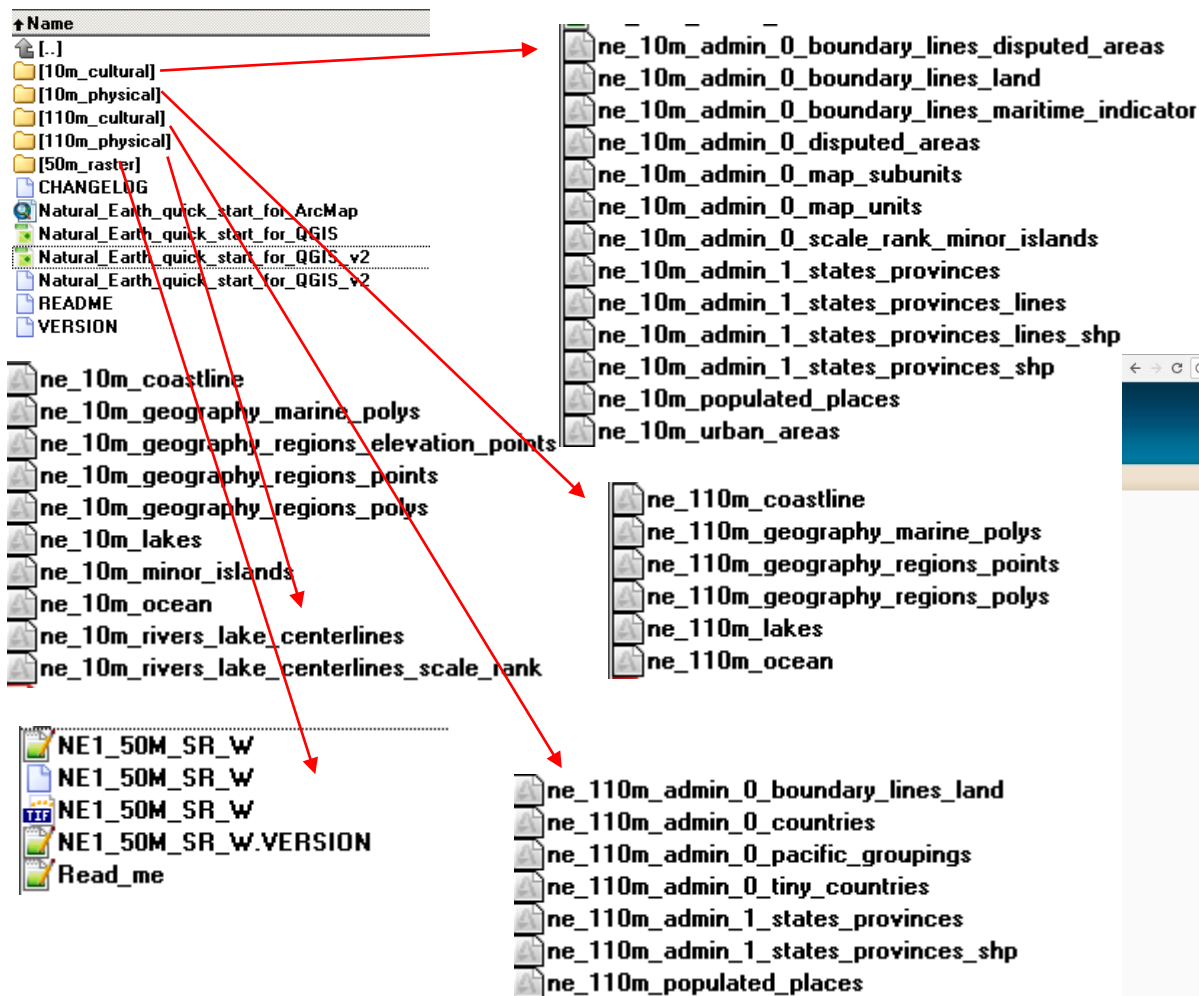 Name
[..]
[10m_cultural]
[10m_physical]
[110m_cultural]
[110m_physical]
[50m_raster]
CHANGELOG
Natural_Earth_quick_start_for_ArcMap
Natural_Earth_quick_start_for_QGIS
Natural_Earth_quick_start_for_QGIS_v2
Natural_Earth_quick_start_for_QGIS_v2
README
VERSION
ne_10m_admin_0_boundary_lines_disputed_areas
ne_10m_admin_0_boundary_lines_land
ne_10m_admin_0_boundary_lines_maritime_indicator
ne_10m_admin_0_disputed_areas
ne_10m_admin_0_map_subunits
ne_10m_admin_0_map_units
ne_10m_admin_0_scale_rank_minor_islands
ne_10m_admin_1_states_provinces
ne_10m_admin_1_states_provinces_lines
ne_10m_admin_1_states_provinces_lines_shp
ne_10m_admin_1_states_provinces_shp
ne_10m_populated_places
ne_10m_urban_areas
ne_10m_coastline
ne_10m_geography_marine_polys
ne_10m_geography_regions_elevation_points
ne_10m_geography_regions_points
ne_10m_geography_regions_polys
ne_10m_lakes
ne_10m_minor_islands
ne_10m_ocean
ne_10m_rivers_lake_centerlines
ne_10m_rivers_lake_centerlines_scale_rank
ne_110m_coastline
ne_110m_geography_marine_polys
ne_110m_geography_regions_points
ne_110m_geography_regions_polys
ne_110m_lakes
ne_110m_ocean
NE1_50M_SR_W
NE1_50M_SR_W
TIF NE1_50M_SR_W
NE1_50M_SR_W.VERSION
Read_me
ne_110m_admin_0_boundary_lines_land
ne_110m_admin_0_countries
ne_110m_admin_0_pacific_groupings
ne_110m_admin_0_tiny_countries
ne_110m_admin_1_states_provinces
ne_110m_admin_1_states_provinces_shp
ne_110m_populated_places